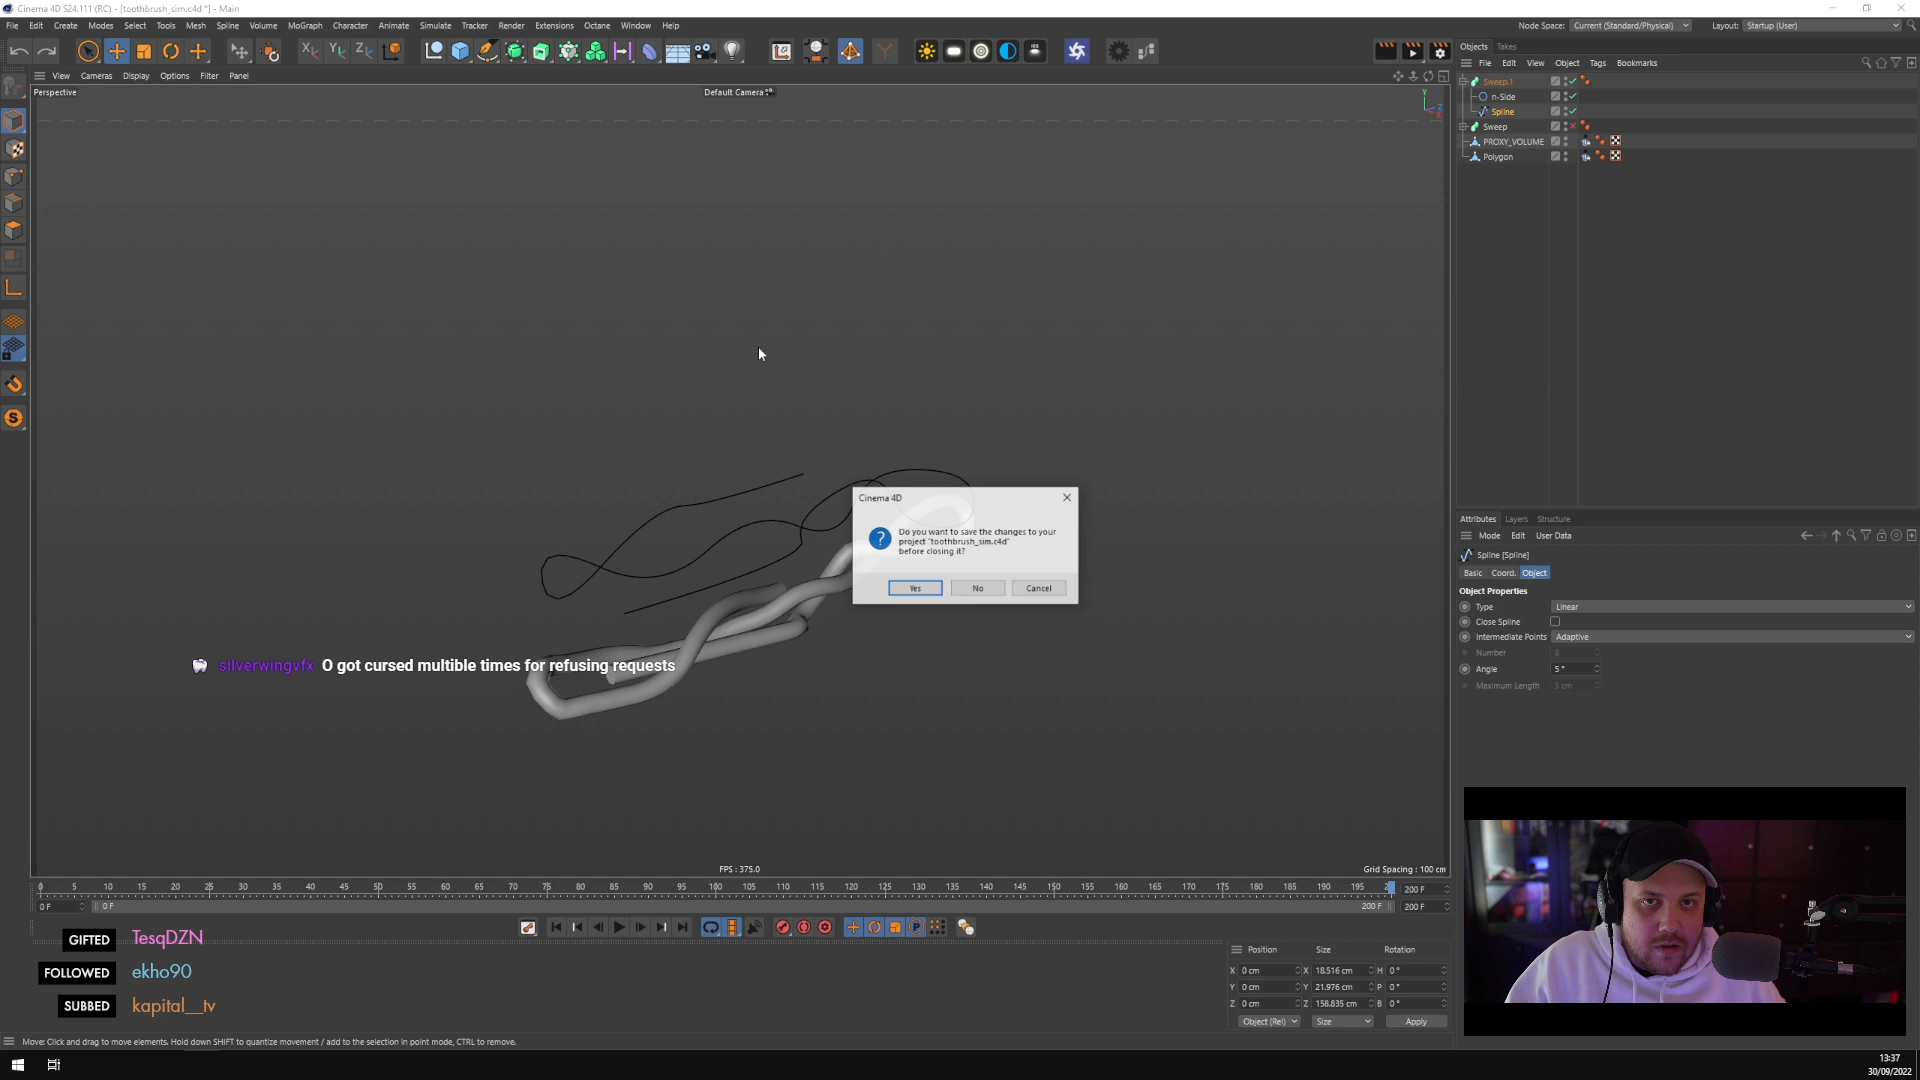 Cinema 4D S24.111 (RC) - [toothbrush_sim.c4d *] - Main
File Edit Create Modes Select Tools Mesh Spline Volume MoGraph Character Animate Simulate Tracker Render Extensions Octane Window Help
Node Space: Current (Standard/Physical) Layout: Startup (User)
Objects Takes
View Cameras Display Options Filter Panel
File Edit View Object Tags Bookmarks
Perspective
Default Camera
Sweep.1
n-Side
Spline
Sweep
PROXY_VOLUME
Polygon
Cinema 4D
Do you want to save the changes to your
project "toothbrush_sim.c4d"
before closing it?
Yes No Cancel
silverwingvfx O got cursed multible times for refusing requests
Attributes Layers Structure
Mode Edit User Data
Spline [Spline]
Basic Coord. Object
Object Properties
Type Linear
Close Spline
Intermediate Points Adaptive
Number 8
Angle 5 °
Maximum Length 5 cm
FPS : 375.0
Grid Spacing : 100 cm
0 5 10 15 20 25 30 35 40 45 50 55 60 65 70 75 80 85 90 95 100 105 110 115 120 125 130 135 140 145 150 155 160 165 170 175 180 185 190 195 200 F
0 F 0 F 200 F 200 F
GIFTED TesqDZN
FOLLOWED ekho90
SUBBED kapital__tv
Position Size Rotation
X 0 cm X 18.516 cm H 0 °
Y 0 cm Y 21.976 cm P 0 °
Z 0 cm Z 158.835 cm B 0 °
Object (Rel) Size Apply
Move: Click and drag to move elements. Hold down SHIFT to quantize movement / add to the selection in point mode, CTRL to remove.
13:37
30/09/2022